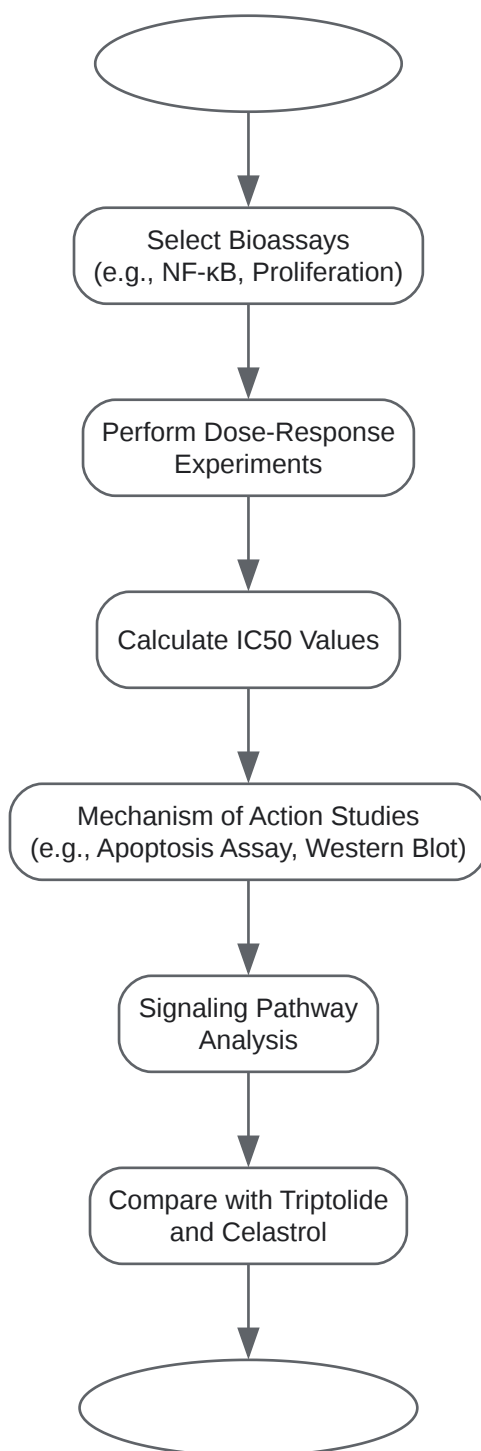 Select Bioassays
(e.g., NF-κB, Proliferation)
Perform Dose-Response
Experiments
Calculate IC50 Values
Mechanism of Action Studies
(e.g., Apoptosis Assay, Western Blot)
Signaling Pathway
Analysis
Compare with Triptolide
and Celastrol